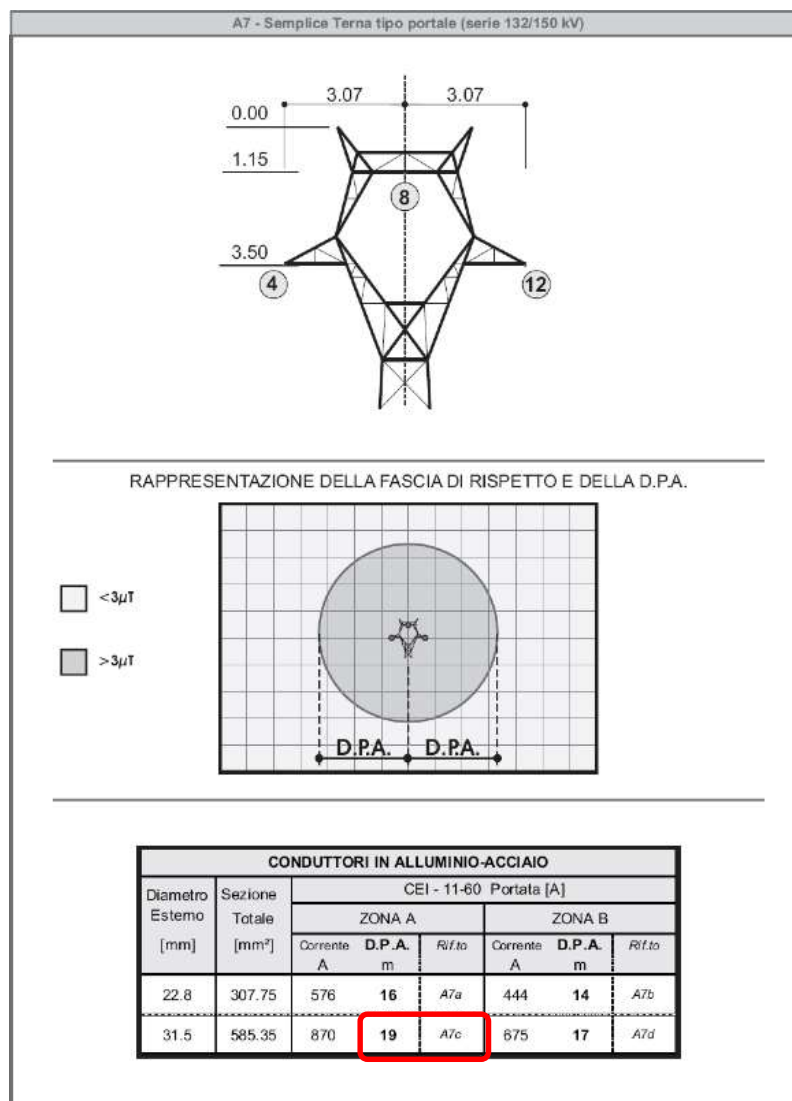 A7 - Semplice Terna tipo portale (serie 132/150 kV)
3.07 3.07
0.00
1.15
8
3.50
4 12
RAPPRESENTAZIONE DELLA FASCIA DI RISPETTO E DELLA D.P.A.
<3μT
>3μT
D.P.A. D.P.A.
CONDUTTORI IN ALLUMINIO-ACCIAIO
Diametro Esterno [mm] Sezione Totale [mm²] CEI - 11-60 Portata [A]
ZONA A ZONA B
Corrente A D.P.A. m Rif.to Corrente A D.P.A. m Rif.to
22.8 307.75 576 16 A7a 444 14 A7b
31.5 585.35 870 19 A7c 675 17 A7d